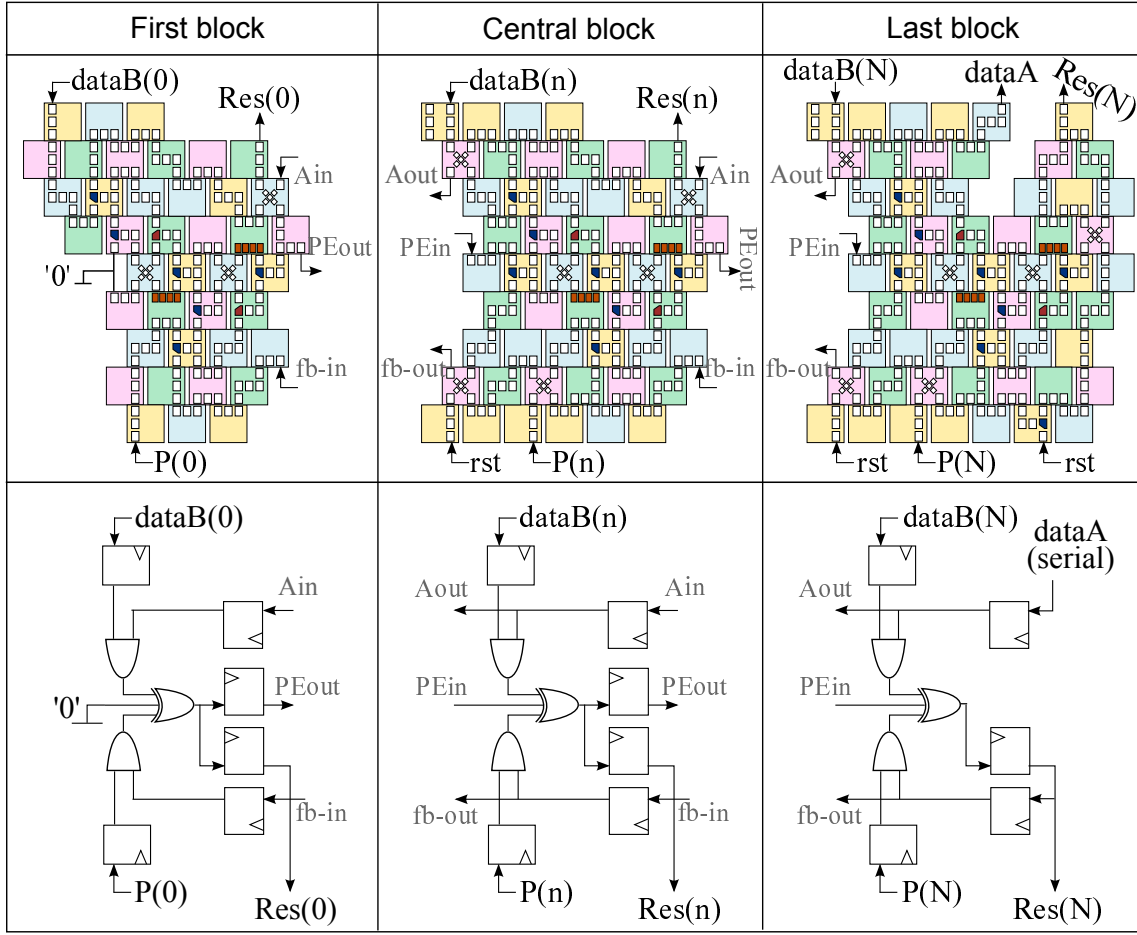 First block
Central block
Last block
dataB(0)
Res(0)
Ain
PEout
'0'
fb-in
P(0)
dataB(n)
Res(n)
Aout
Ain
PEin
PEout
fb-out
fb-in
rst
P(n)
dataB(N)
dataA
Res(N)
Aout
PEin
fb-out
rst
P(N)
rst
dataB(0)
Ain
PEout
'0'
fb-in
P(0)
Res(0)
dataB(n)
Aout
Ain
PEin
PEout
fb-out
fb-in
P(n)
Res(n)
dataB(N)
dataA
(serial)
Aout
PEin
fb-out
P(N)
Res(N)